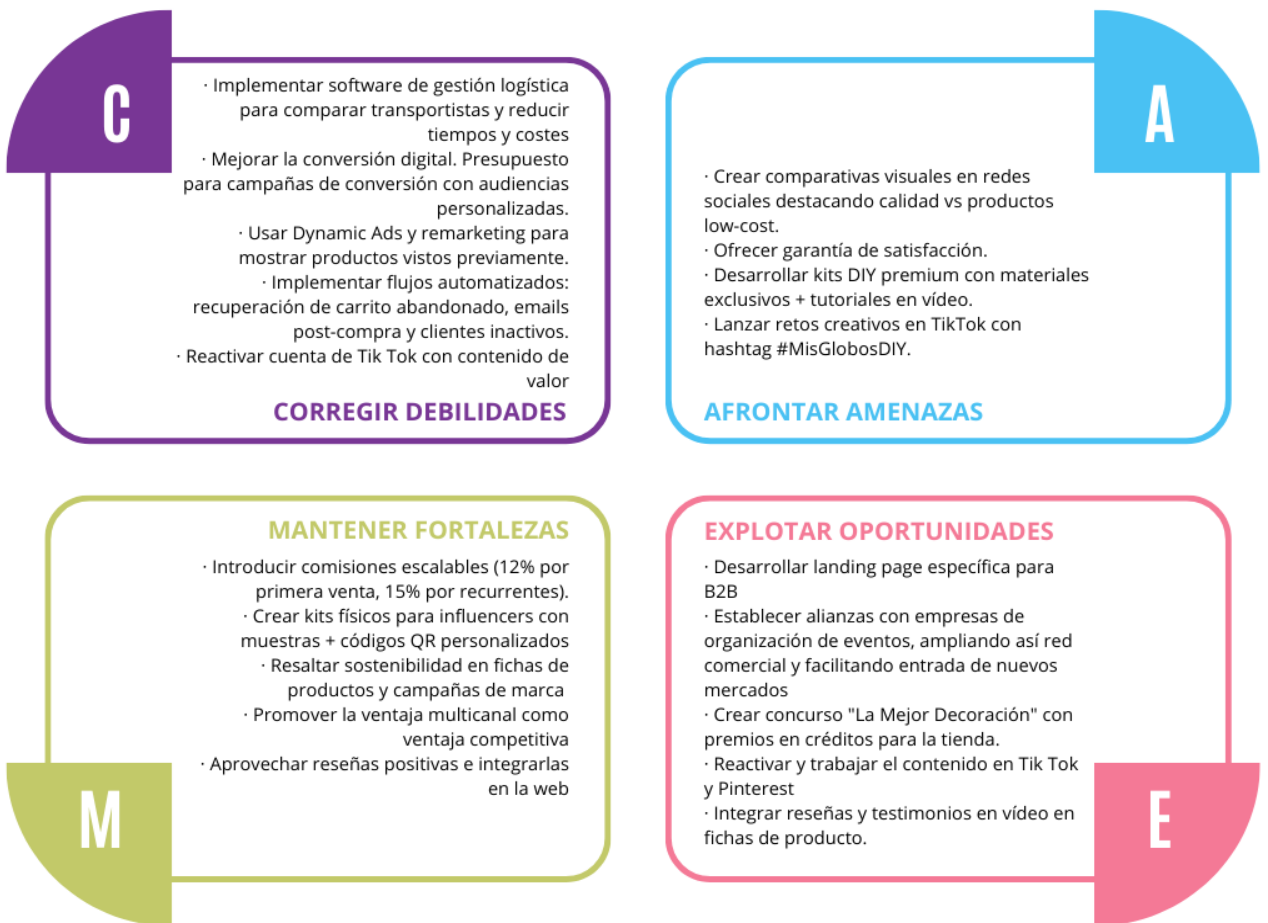 C
· Implementar software de gestión logística
para comparar transportistas y reducir
tiempos y costes
· Mejorar la conversión digital. Presupuesto
para campañas de conversión con audiencias
personalizadas.
· Usar Dynamic Ads y remarketing para
mostrar productos vistos previamente.
· Implementar flujos automatizados:
recuperación de carrito abandonado, emails
post-compra y clientes inactivos.
· Reactivar cuenta de Tik Tok con contenido de
valor
CORREGIR DEBILIDADES
A
· Crear comparativas visuales en redes
sociales destacando calidad vs productos
low-cost.
· Ofrecer garantía de satisfacción.
· Desarrollar kits DIY premium con materiales
exclusivos + tutoriales en vídeo.
· Lanzar retos creativos en TikTok con
hashtag #MisGlobosDIY.
AFRONTAR AMENAZAS
MANTENER FORTALEZAS
· Introducir comisiones escalables (12% por
primera venta, 15% por recurrentes).
· Crear kits físicos para influencers con
muestras + códigos QR personalizados
· Resaltar sostenibilidad en fichas de
productos y campañas de marca
· Promover la ventaja multicanal como
ventaja competitiva
· Aprovechar reseñas positivas e integrarlas
en la web
M
EXPLOTAR OPORTUNIDADES
· Desarrollar landing page específica para
B2B
· Establecer alianzas con empresas de
organización de eventos, ampliando así red
comercial y facilitando entrada de nuevos
mercados
· Crear concurso "La Mejor Decoración" con
premios en créditos para la tienda.
· Reactivar y trabajar el contenido en Tik Tok
y Pinterest
· Integrar reseñas y testimonios en vídeo en
fichas de producto.
E